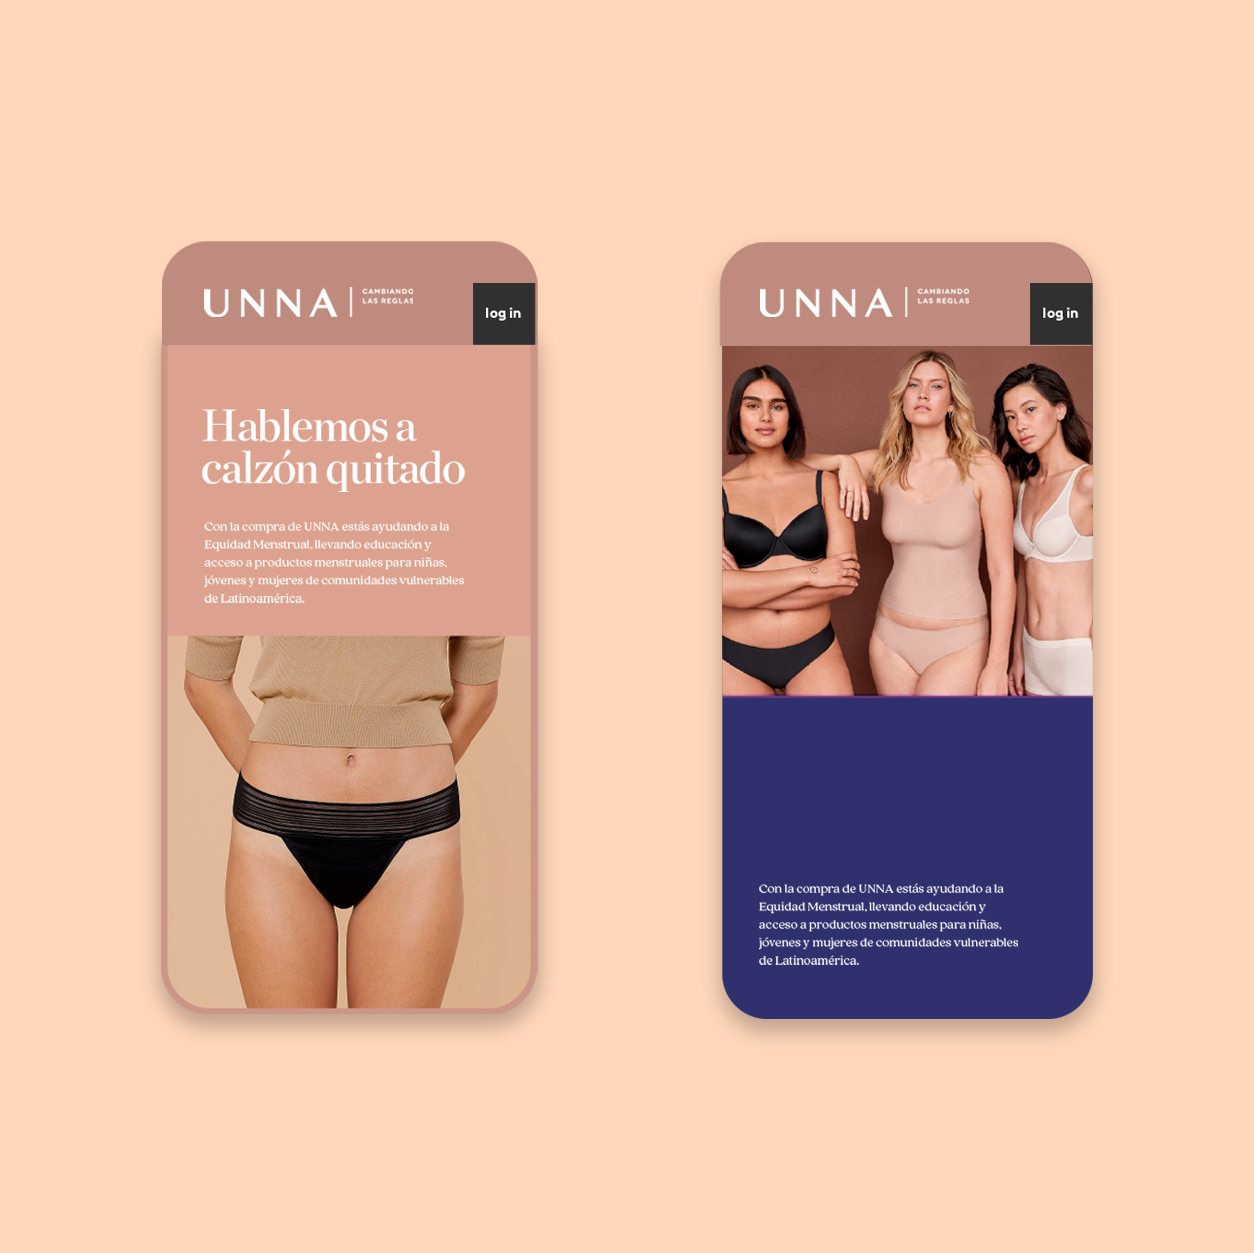 UNNA
CAMBIANDO
LAS REGLAS
log in
Hablemos a
calzón quitado
Con la compra de UNNA estás ayudando a la
Equidad Menstrual, llevando educación y
acceso a productos menstruales para niñas,
jóvenes y mujeres de comunidades vulnerables
de Latinoamérica.
UNNA
CAMBIANDO
LAS REGLAS
log in
Con la compra de UNNA estás ayudando a la
Equidad Menstrual, llevando educación y
acceso a productos menstruales para niñas,
jóvenes y mujeres de comunidades vulnerables
de Latinoamérica.